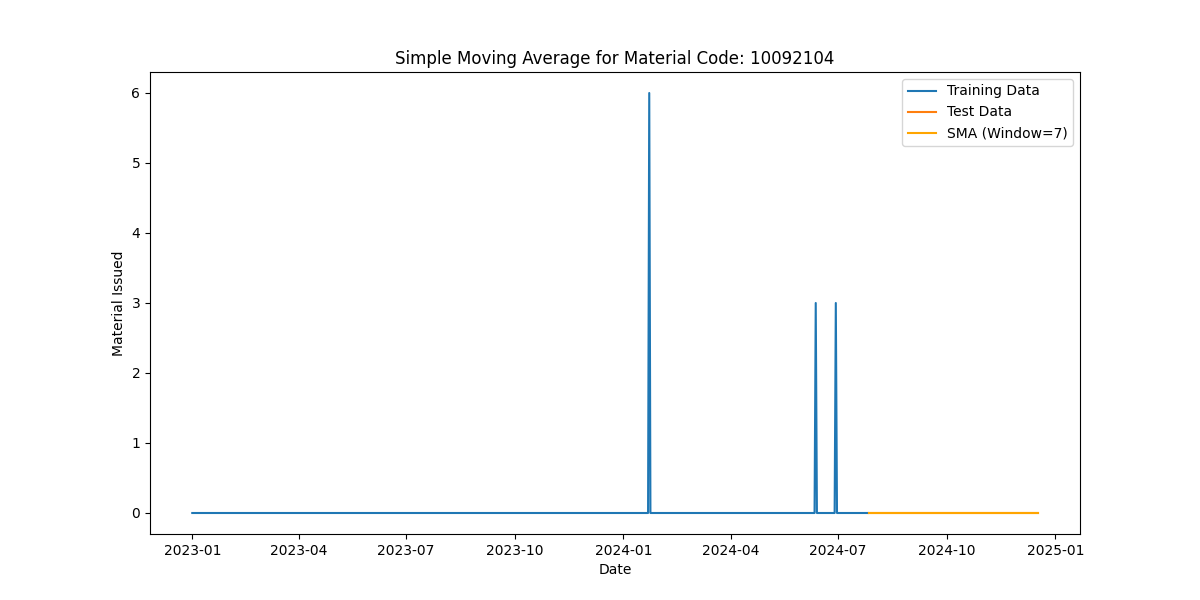 Simple Moving Average for Material Code: 10092104
Training Data
Test Data
SMA (Window=7)
Material Issued
6
5
4
3
2
1
0
2023-01
2023-04
2023-07
2023-10
2024-01
2024-04
2024-07
2024-10
2025-01
Date